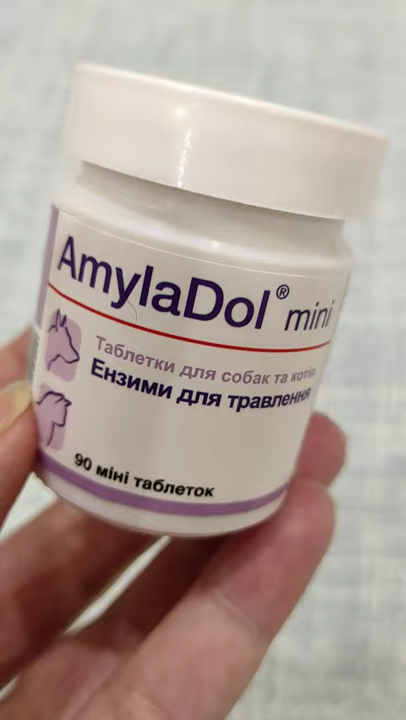 AmylaDol® mini
Таблетки для собак та котів
Ензими для травлення
90 міні таблеток